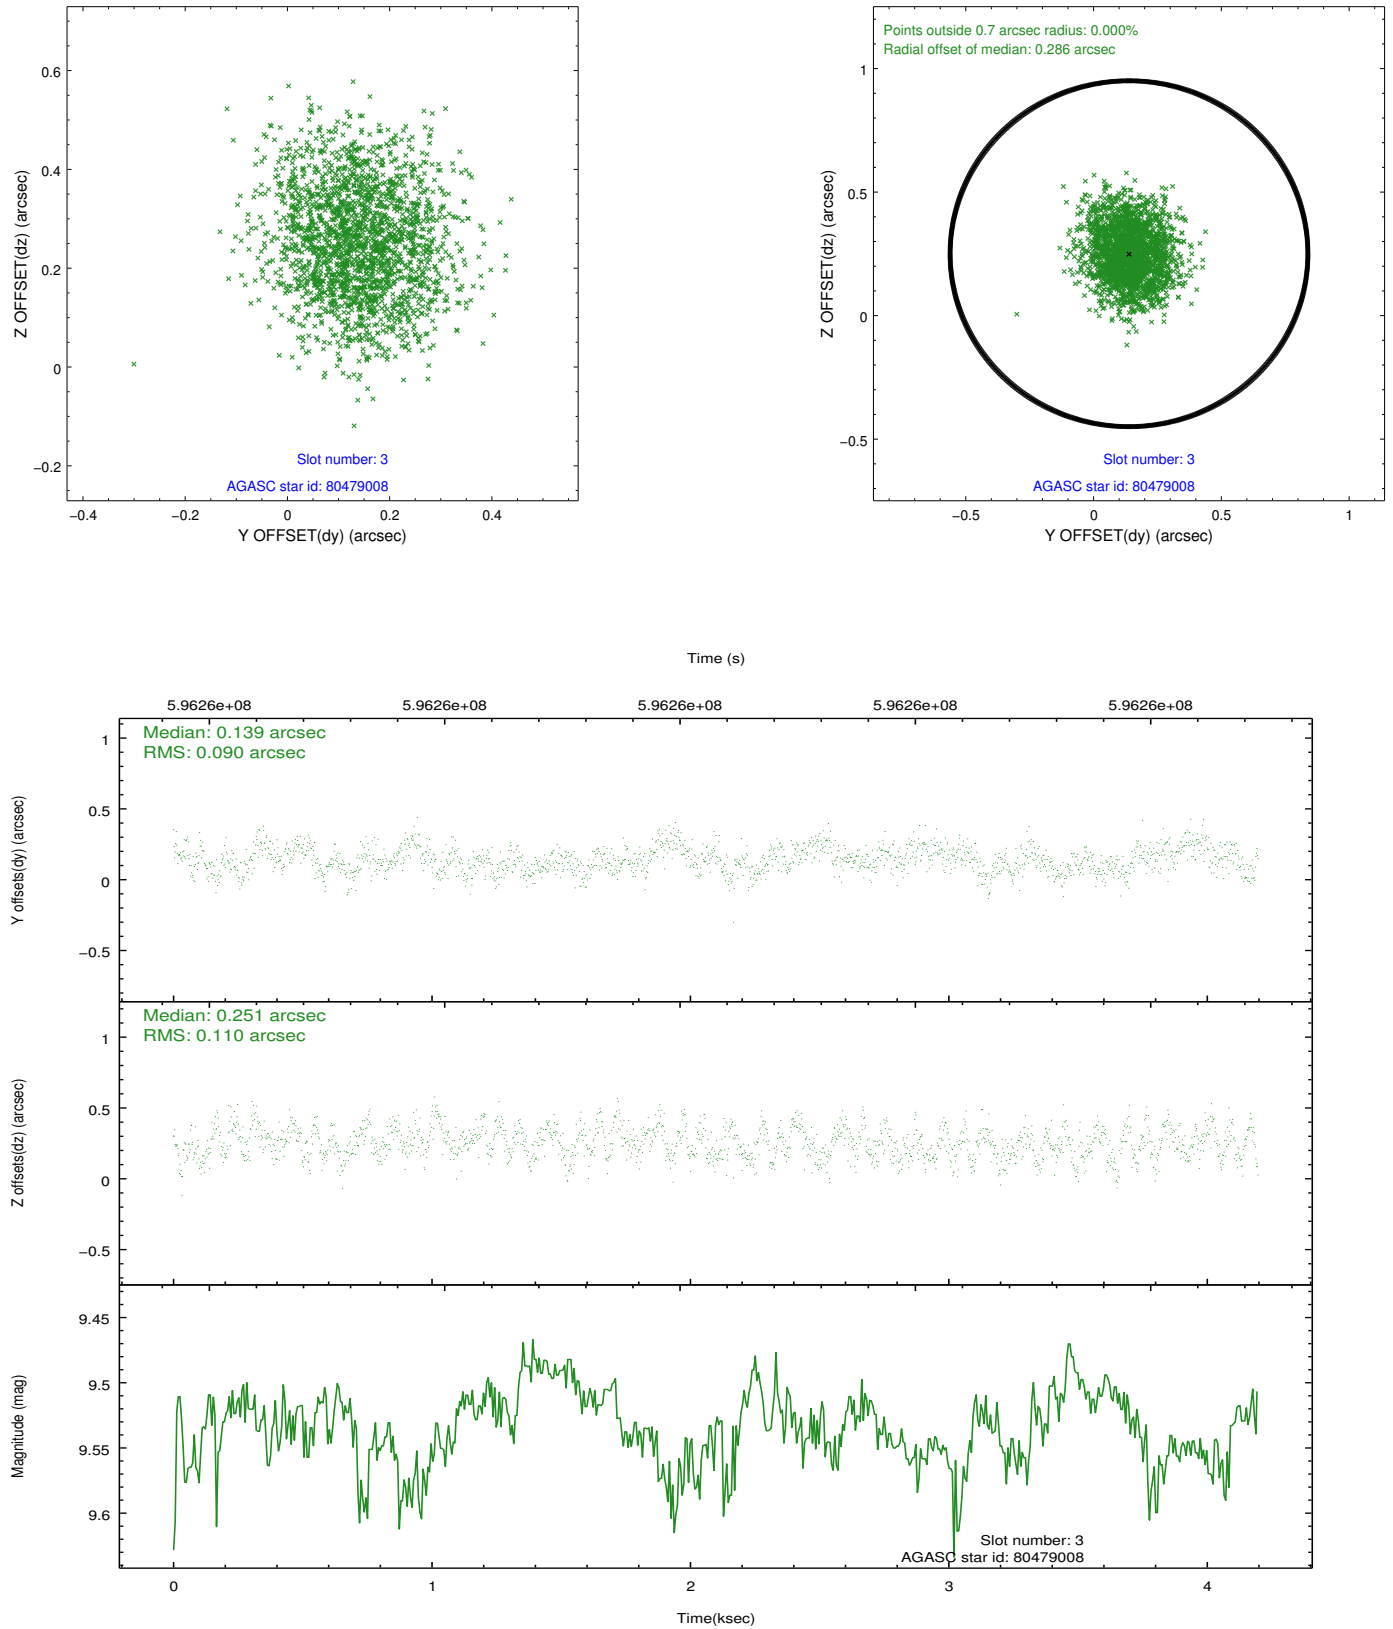 0.6
0.4
0.2
0
−0.2
−0.4
−0.2
0
0.2
0.4
Z OFFSET(dz) (arcsec)
Y OFFSET(dy) (arcsec)
Slot number: 3
AGASC star id: 80479008
Points outside 0.7 arcsec radius: 0.000%
Radial offset of median: 0.286 arcsec
1
0.5
0
−0.5
−0.5
0
0.5
1
Z OFFSET(dz) (arcsec)
Y OFFSET(dy) (arcsec)
Slot number: 3
AGASC star id: 80479008
Time (s)
5.9626e+08
5.9626e+08
5.9626e+08
5.9626e+08
5.9626e+08
Median: 0.139 arcsec
RMS: 0.090 arcsec
1
0.5
0
−0.5
Y offsets(dy) (arcsec)
Median: 0.251 arcsec
RMS: 0.110 arcsec
1
0.5
0
−0.5
Z offsets(dz) (arcsec)
9.45
9.5
9.55
9.6
Magnitude (mag)
Slot number: 3
AGASC star id: 80479008
0
1
2
3
4
Time(ksec)